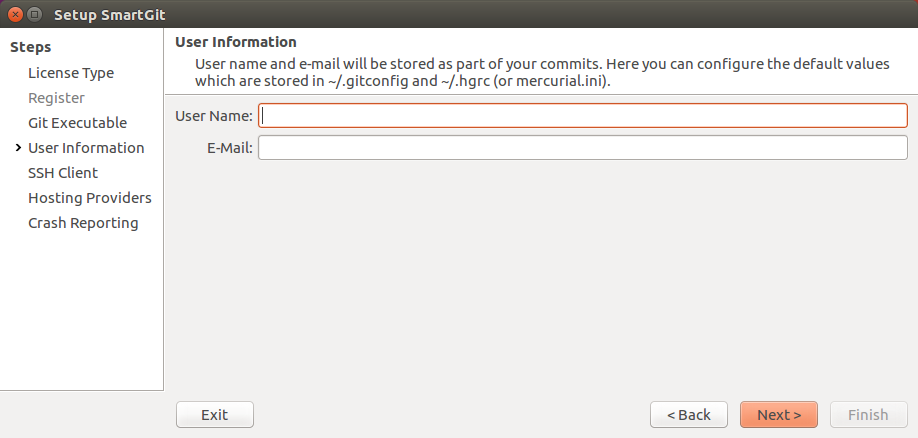 Setup SmartGit
Steps
License Type
Register
Git Executable
User Information
SSH Client
Hosting Providers
Crash Reporting
User Information
User name and e-mail will be stored as part of your commits. Here you can configure the default values
which are stored in ~/.gitconfig and ~/.hgrc (or mercurial.ini).
User Name:
E-Mail:
Exit
< Back
Next >
Finish